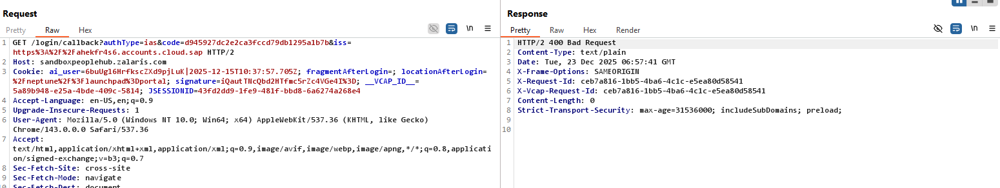 Request
Pretty Raw Hex \n
1 GET /login/callback?authType=ias&code=d945927dc2e2ca3fccd79db1295a1b7b&iss=
https%3A%2F%2Fahekfr4s6.accounts.cloud.sap HTTP/2
2 Host: sandboxpeoplehub.zalaris.com
3 Cookie: ai_user=6buUgl6HrfkscZXd9pjLuK|2025-12-15T10:37:57.705Z; fragmentAfterLogin=; locationAfterLogin=
%2Fneptune%2F%3Flaunchpad%3Dportal; signature=iQautTNcQbd2HTfmc5rZc4VGe4I%3D; __VCAP_ID__=
5a89b948-e25a-4bde-409c-5814; JSESSIONID=43fd2dd9-1fe9-481f-bbd8-6a6274a268e4
4 Accept-Language: en-US,en;q=0.9
5 Upgrade-Insecure-Requests: 1
6 User-Agent: Mozilla/5.0 (Windows NT 10.0; Win64; x64) AppleWebKit/537.36 (KHTML, like Gecko)
Chrome/143.0.0.0 Safari/537.36
7 Accept:
text/html,application/xhtml+xml,application/xml;q=0.9,image/avif,image/webp,image/apng,*/*;q=0.8,applicati
on/signed-exchange;v=b3;q=0.7
8 Sec-Fetch-Site: cross-site
9 Sec-Fetch-Mode: navigate
10 Sec-Fetch-Dest: document
Response
Pretty Raw Hex Render \n
1 HTTP/2 400 Bad Request
2 Content-Type: text/plain
3 Date: Tue, 23 Dec 2025 06:57:41 GMT
4 X-Frame-Options: SAMEORIGIN
5 X-Request-Id: ceb7a816-1bb5-4ba6-4c1c-e5ea80d58541
6 X-Vcap-Request-Id: ceb7a816-1bb5-4ba6-4c1c-e5ea80d58541
7 Content-Length: 0
8 Strict-Transport-Security: max-age=31536000; includeSubDomains; preload;
9
10